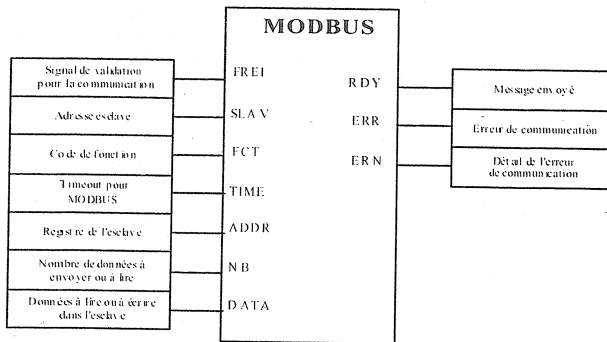 MODBUS
Signal de validation
pour la communication
FREI
Adresse esclave
SLAV
Code de fonction
FCT
Timeout pour
MODBUS
TIME
Registre de l'esclave
ADDR
Nombre de données à
envoyer ou à lire
NB
Données à lire ou à écrire
dans l'esclave
DATA
RDY
Message envoyé
ERR
Erreur de communication
ERN
Détail de l'erreur
de communication